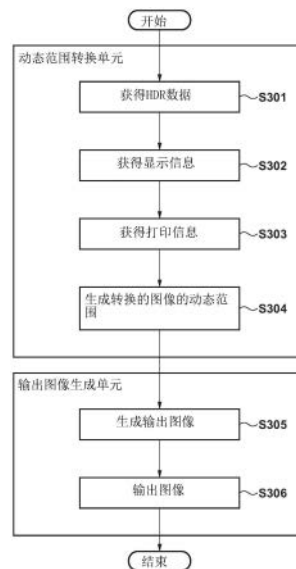 开始
动态范围转换单元
获得HDR数据
S301
获得显示信息
S302
获得打印信息
S303
生成转换的图像的动态范
围
S304
输出图像生成单元
生成输出图像
S305
输出图像
S306
结束